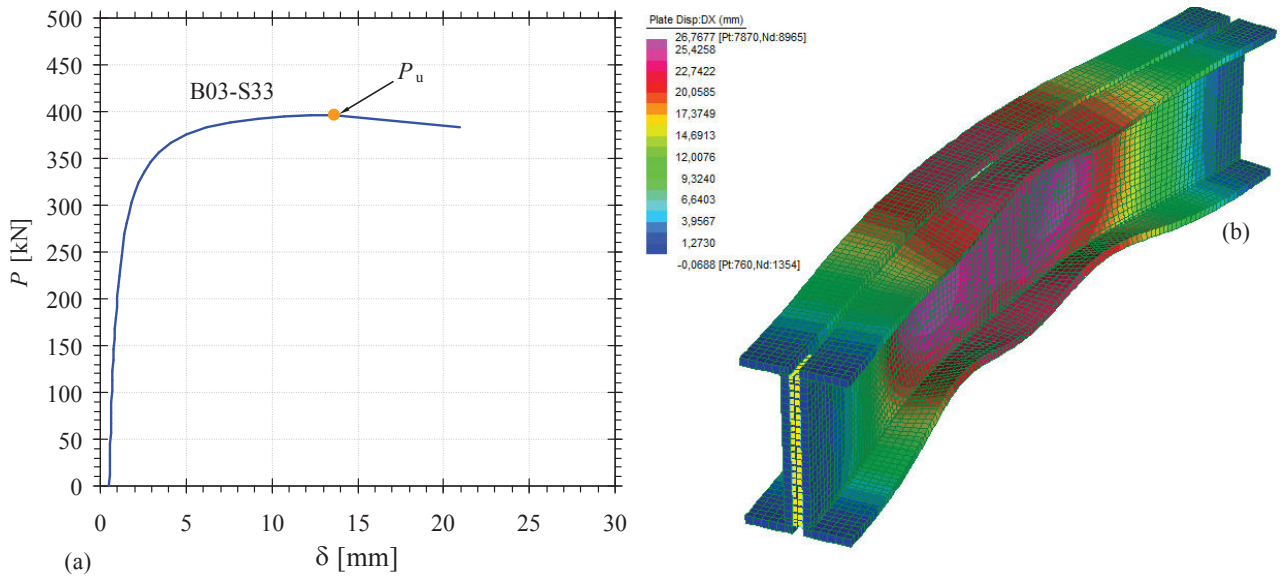 500
450
400
350
300
250
200
150
100
50
0
P [kN]
B03-S33
Pu
0 5 10 15 20 25 30
δ [mm]
(a)
Plate Disp:DX (mm)
26,7677 [Pt:7870,Nd:8965]
25,4258
22,7422
20,0585
17,3749
14,6913
12,0076
9,3240
6,6403
3,9567
1,2730
-0,0688 [Pt:760,Nd:1354]
(b)